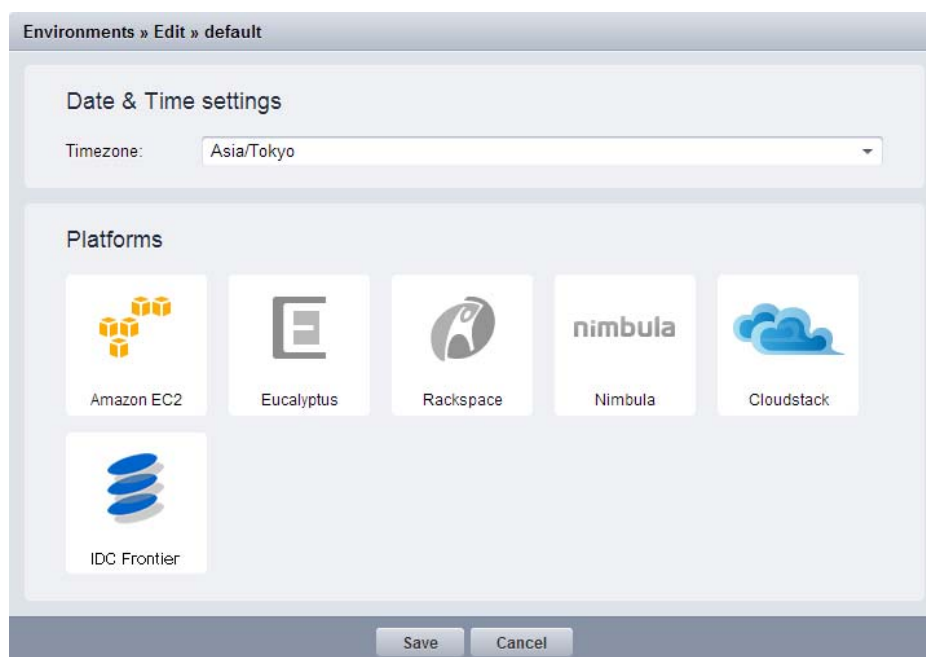 Environments » Edit » default
Date & Time settings
Timezone: Asia/Tokyo
Platforms
nimbula
Amazon EC2 Eucalyptus Rackspace Nimbula Cloudstack
IDC Frontier
Save Cancel